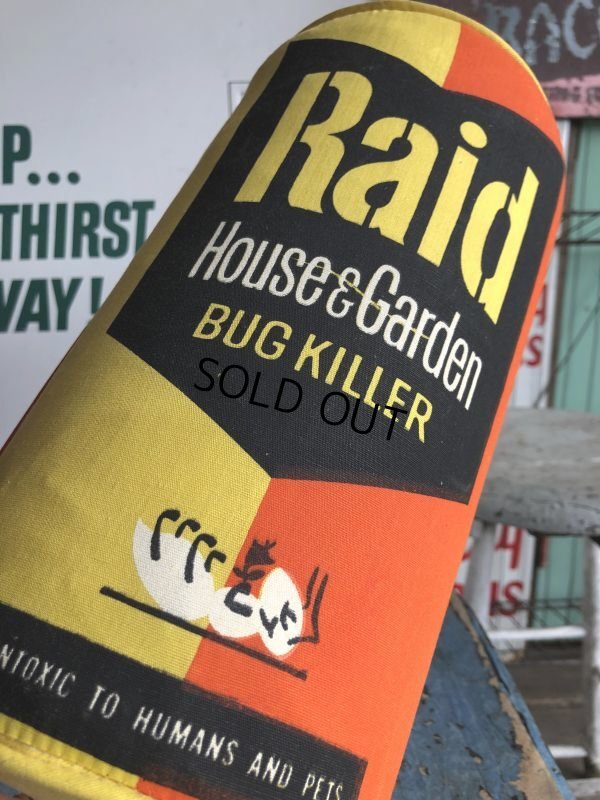 P...
THIRST
WAY!
Raid
House & Garden
BUG KILLER
SOLD OUT
NTOXIC TO HUMANS AND PETS